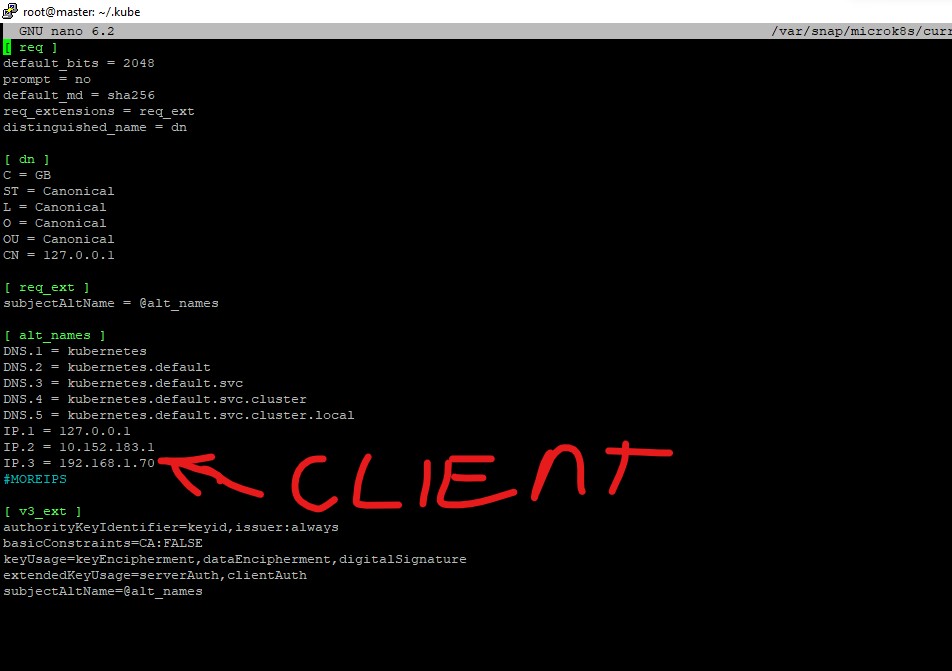 root@master: ~/.kube
GNU nano 6.2 /var/snap/microk8s/curr
[ req ]
default_bits = 2048
prompt = no
default_md = sha256
req_extensions = req_ext
distinguished_name = dn
[ dn ]
C = GB
ST = Canonical
L = Canonical
O = Canonical
OU = Canonical
CN = 127.0.0.1
[ req_ext ]
subjectAltName = @alt_names
[ alt_names ]
DNS.1 = kubernetes
DNS.2 = kubernetes.default
DNS.3 = kubernetes.default.svc
DNS.4 = kubernetes.default.svc.cluster
DNS.5 = kubernetes.default.svc.cluster.local
IP.1 = 127.0.0.1
IP.2 = 10.152.183.1
IP.3 = 192.168.1.70
CLIENT
#MOREIPS
[ v3_ext ]
authorityKeyIdentifier=keyid,issuer:always
basicConstraints=CA:FALSE
keyUsage=keyEncipherment,dataEncipherment,digitalSignature
extendedKeyUsage=serverAuth,clientAuth
subjectAltName=@alt_names